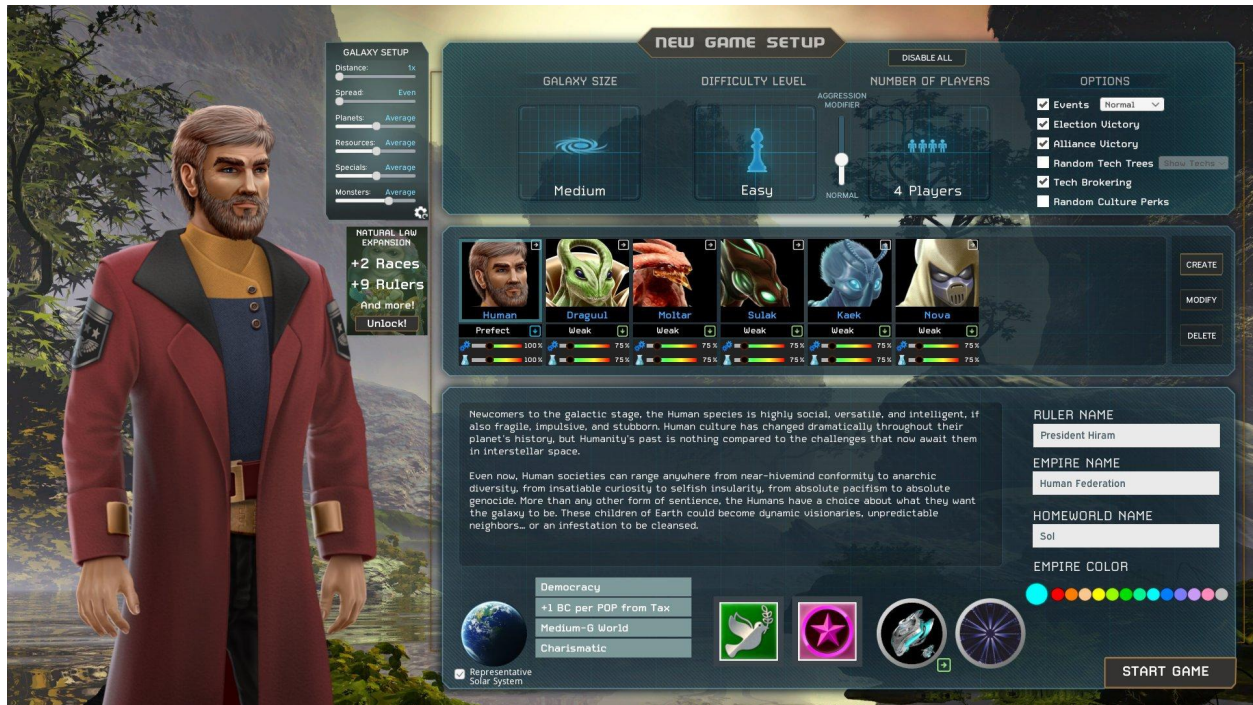 NEW GAME SETUP
GALAXY SETUP
Distance: 1x
Spread: Even
Planets: Average
Resources: Average
Specials: Average
Monsters: Average
NATURAL LAW
EXPANSION
+2 Races
+9 Rulers
And more!
Unlock!
GALAXY SIZE
Medium
DIFFICULTY LEVEL
Easy
AGGRESSION
MODIFIER
NORMAL
DISABLE ALL
NUMBER OF PLAYERS
4 Players
OPTIONS
Events Normal
Election Victory
Alliance Victory
Random Tech Trees Show Techs
Tech Brokering
Random Culture Perks
Human Draguul Moltar Sulak Kaek Nova
Prefect Weak Weak Weak Weak Weak
100% 75% 75% 75% 75% 75%
100% 75% 75% 75% 75% 75%
CREATE
MODIFY
DELETE
Newcomers to the galactic stage, the Human species is highly social, versatile, and intelligent, if
also fragile, impulsive, and stubborn. Human culture has changed dramatically throughout their
planet's history, but Humanity's past is nothing compared to the challenges that now await them
in interstellar space.
Even now, Human societies can range anywhere from near-hivemind conformity to anarchic
diversity, from insatiable curiosity to selfish insularity, from absolute pacifism to absolute
genocide. More than any other form of sentience, the Humans have a choice about what they want
the galaxy to be. These children of Earth could become dynamic visionaries, unpredictable
neighbors… or an infestation to be cleansed.
Democracy
+1 BC per POP from Tax
Medium-G World
Charismatic
Representative
Solar System
RULER NAME
President Hiram
EMPIRE NAME
Human Federation
HOMEWORLD NAME
Sol
EMPIRE COLOR
START GAME